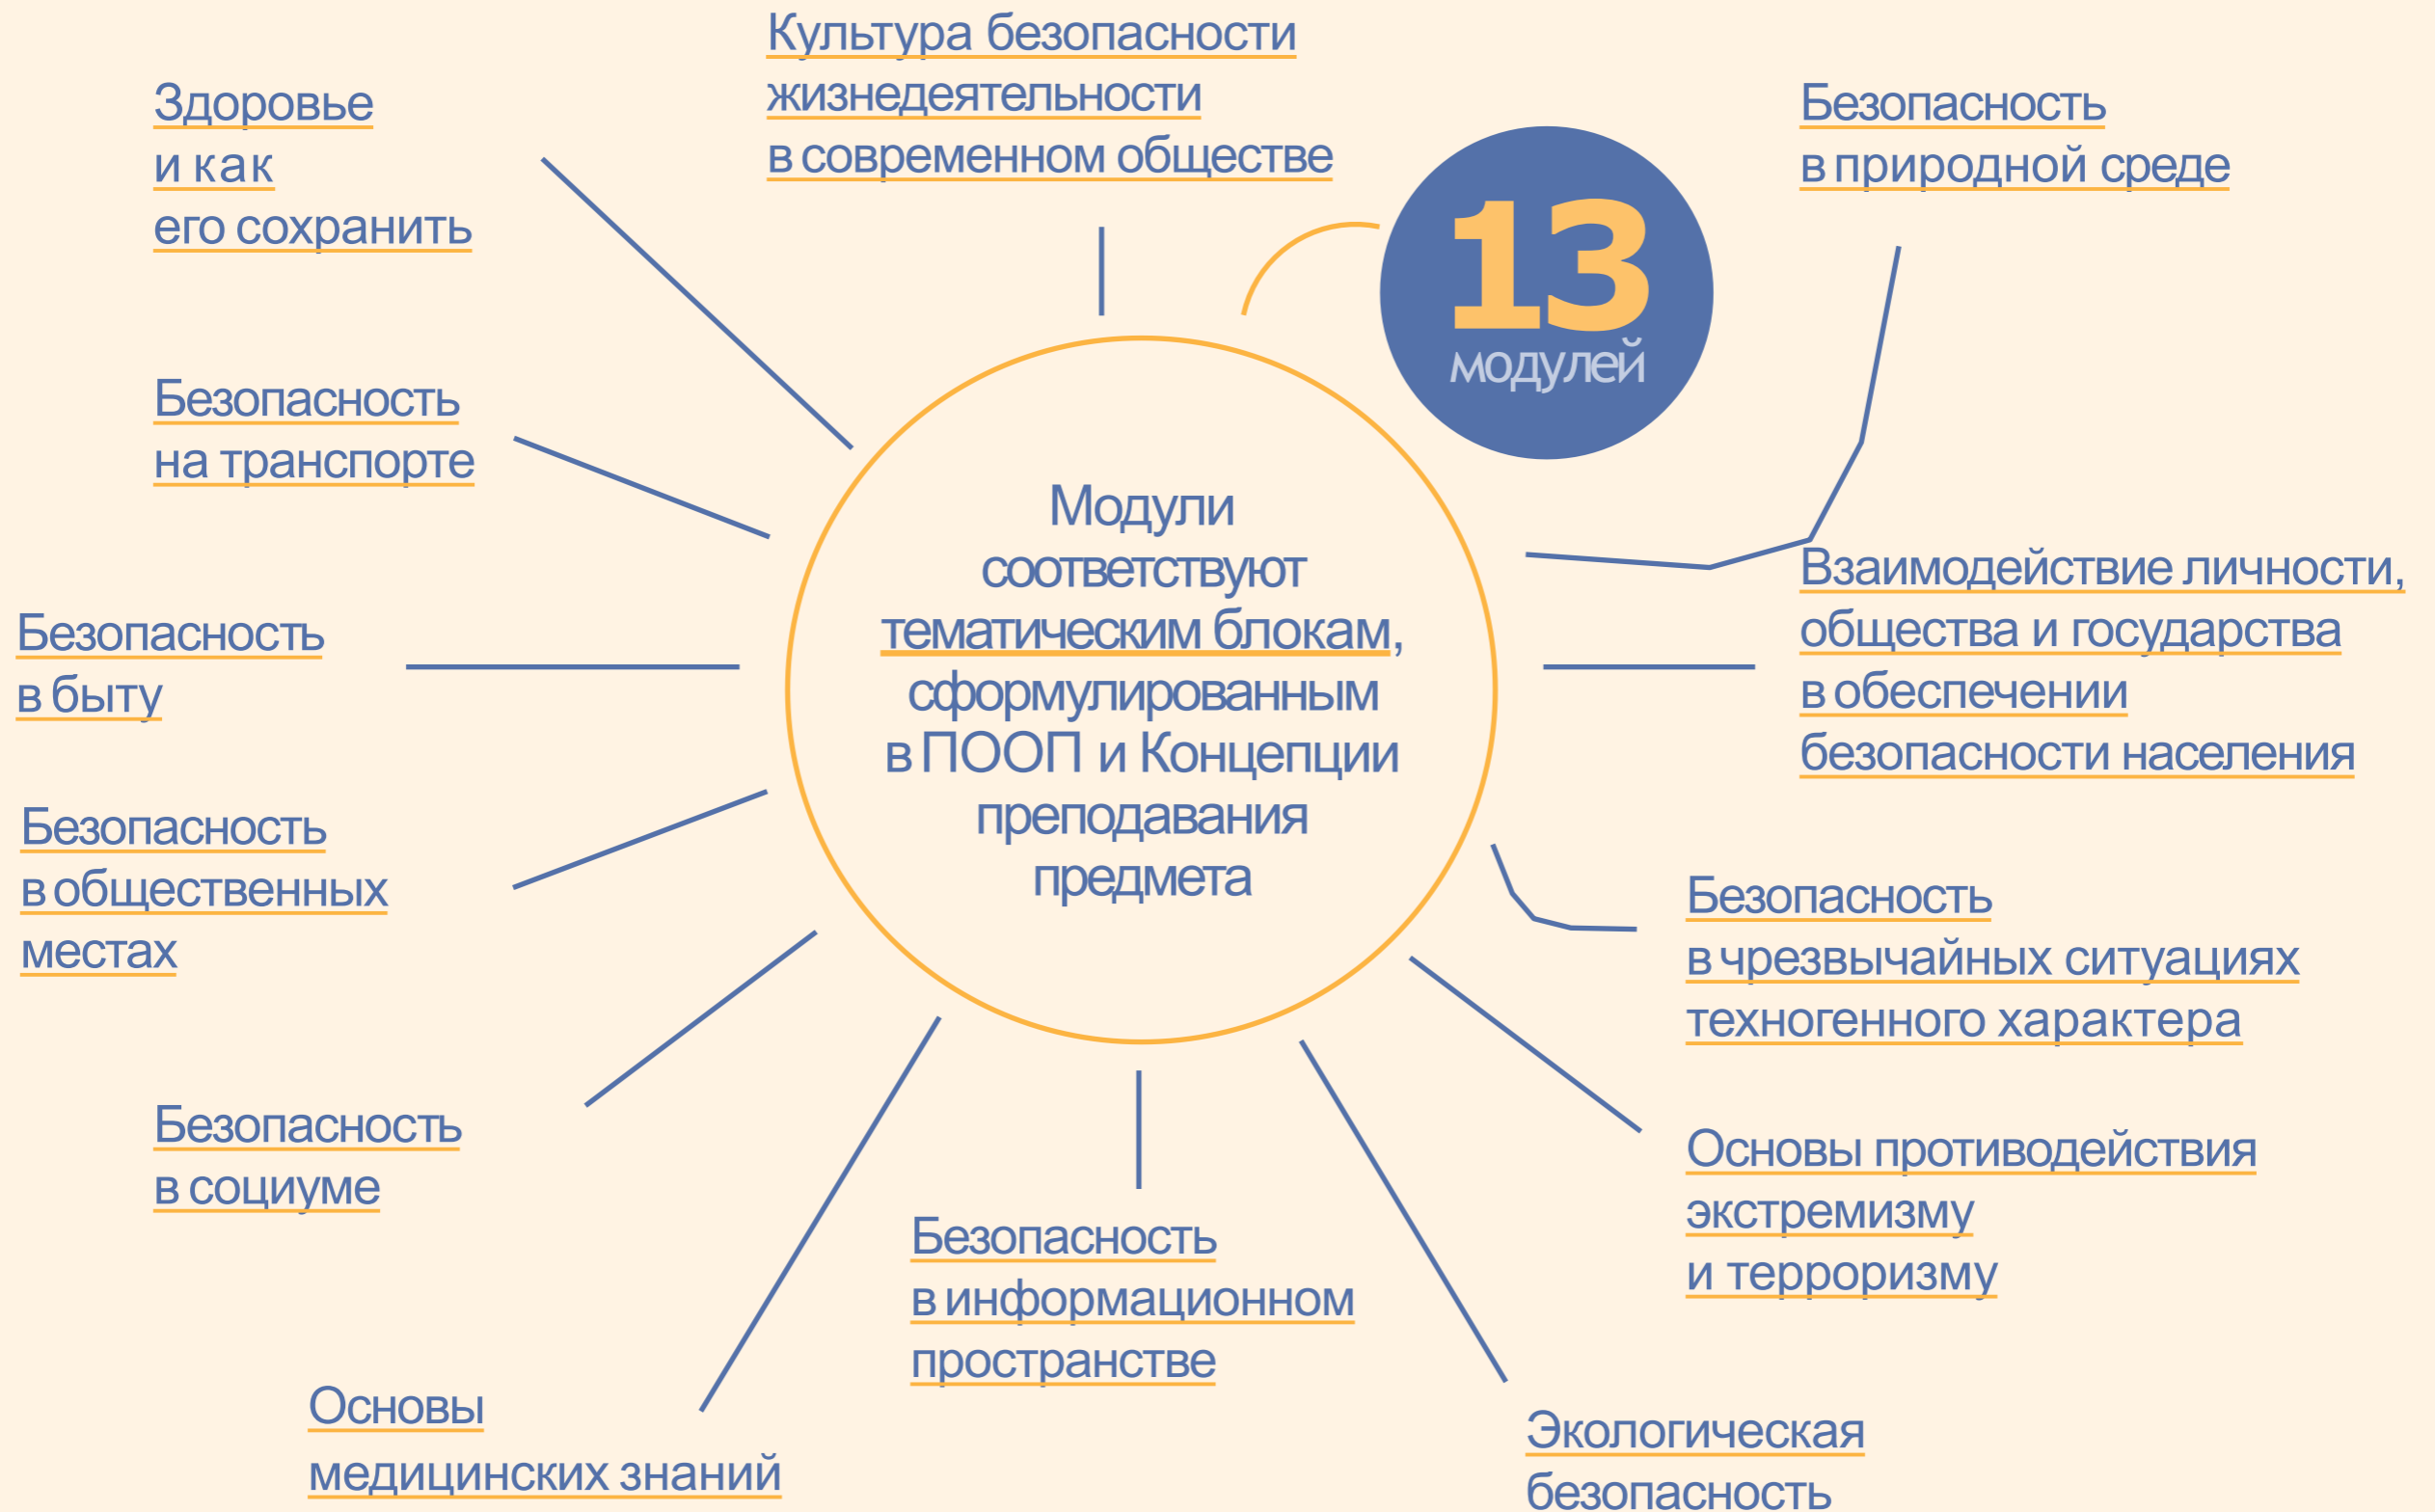 Культура безопасности
жизнедеятельности
в современном обществе
Здоровье
и как
его сохранить
Безопасность
в природной среде
13
модулей
Безопасность
на транспорте
Модули
соответствуют
тематическим блокам,
сформулированным
в ПООП и Концепции
преподавания
предмета
Взаимодействие личности,
общества и государства
в обеспечении
безопасности населения
Безопасность
в быту
Безопасность
в общественных
местах
Безопасность
в чрезвычайных ситуациях
техногенного характера
Безопасность
в социуме
Основы противодействия
экстремизму
и терроризму
Безопасность
в информационном
пространстве
Основы
медицинских знаний
Экологическая
безопасность